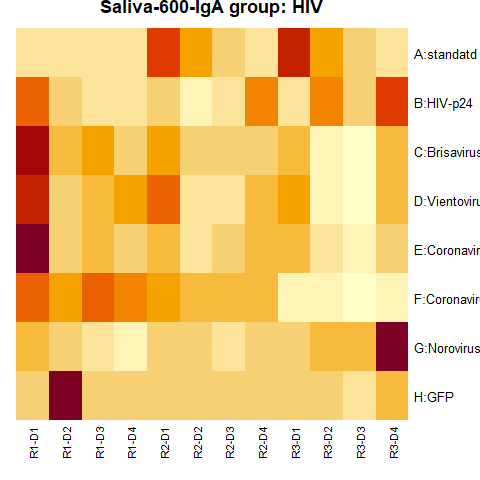 Saliva-600-IgA group: HIV
A:standatd
B:HIV-p24
C:Brisavirus
D:Vientoviru
E:Coronavir
F:Coronavir
G:Norovirus
H:GFP
R1-D1
R1-D2
R1-D3
R1-D4
R2-D1
R2-D2
R2-D3
R2-D4
R3-D1
R3-D2
R3-D3
R3-D4